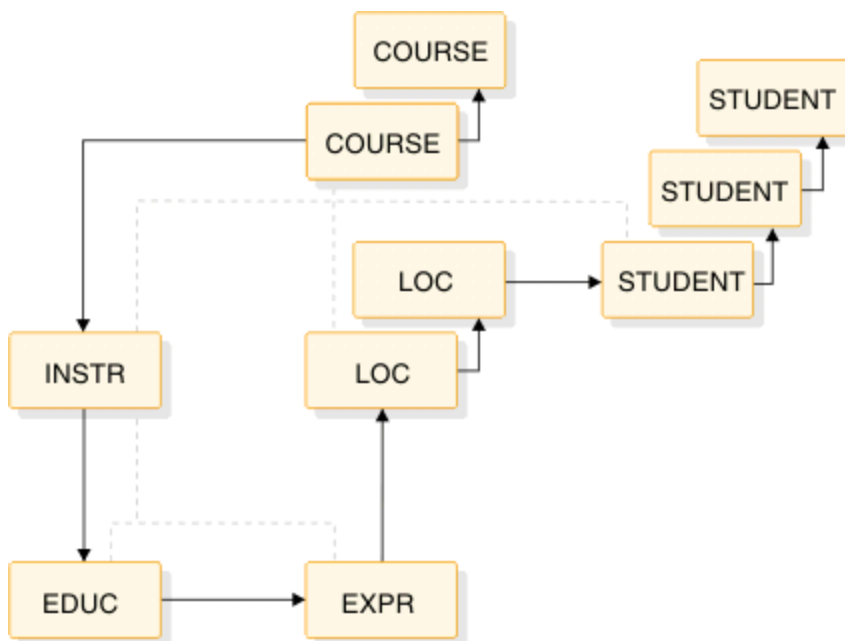 COURSE
STUDENT
COURSE
STUDENT
LOC
STUDENT
INSTR
LOC
EDUC
EXPR